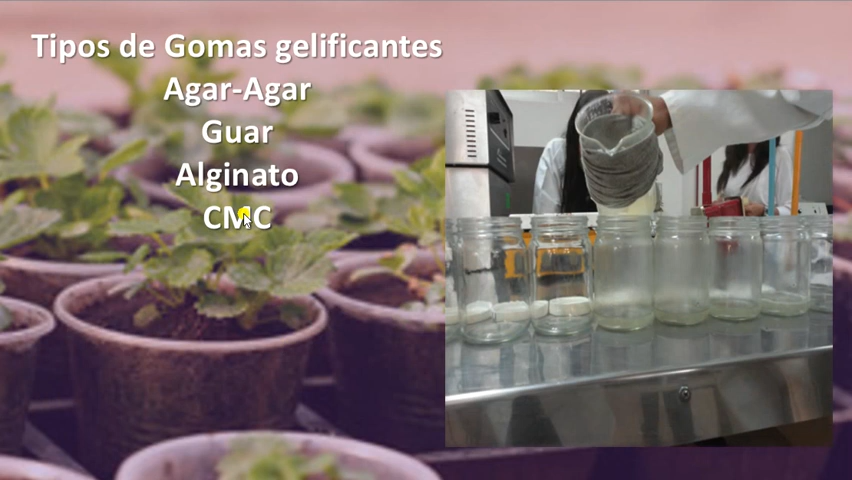 Tipos de Gomas gelificantes
Agar-Agar
Guar
Alginato
CMC